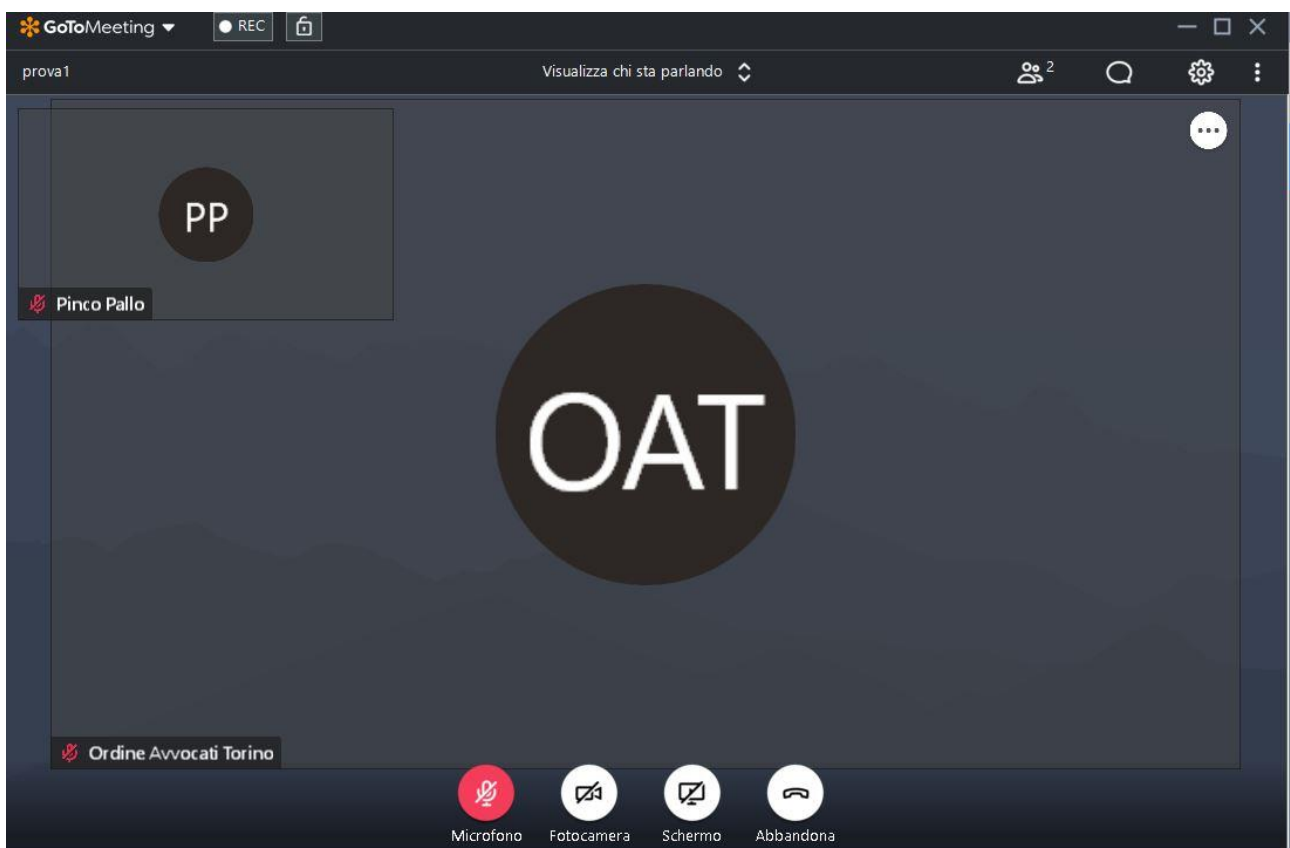 GoToMeeting
REC
prova1
Visualizza chi sta parlando
2
PP
Pinco Pallo
OAT
Ordine Avvocati Torino
Microfono
Fotocamera
Schermo
Abbandona